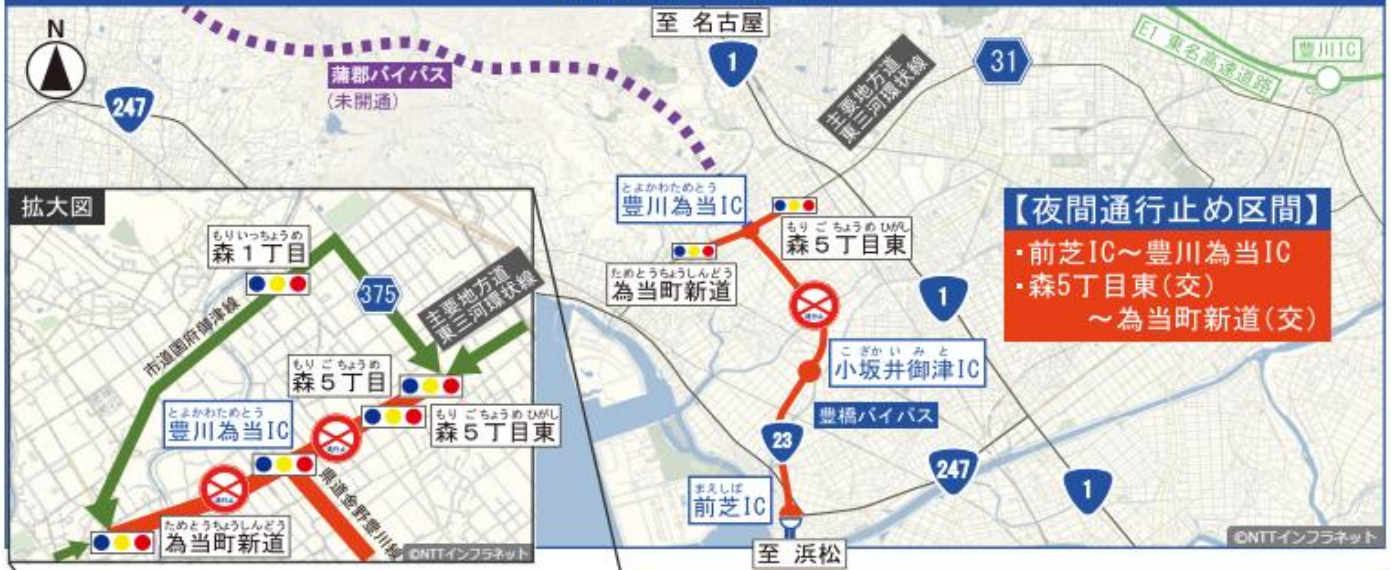 至 名古屋
N
1
31
E1 東名高速道路
豊川IC
蒲郡バイパス
(未開通)
主要地方道
東三河環状線
247
とよかわためとう
豊川為当IC
もり ご ちょうめ ひがし
森5丁目東
ためとうちょうしんどう
為当町新道
【夜間通行止め区間】
・前芝IC～豊川為当IC
・森5丁目東(交)
～為当町新道(交)
1
こ ざか い み と
小坂井御津IC
豊橋バイパス
23
247
1
まえしば
前芝IC
至 浜松
©NTTインフラネット
拡大図
もりいっちょうめ
森1丁目
375
主要地方道
東三河環状線
市道国府御津線
もり ご ちょうめ
森5丁目
とよかわためとう
豊川為当IC
もり ご ちょうめ ひがし
森5丁目東
県道金野豊川線
ためとうちょうしんどう
為当町新道
©NTTインフラネット